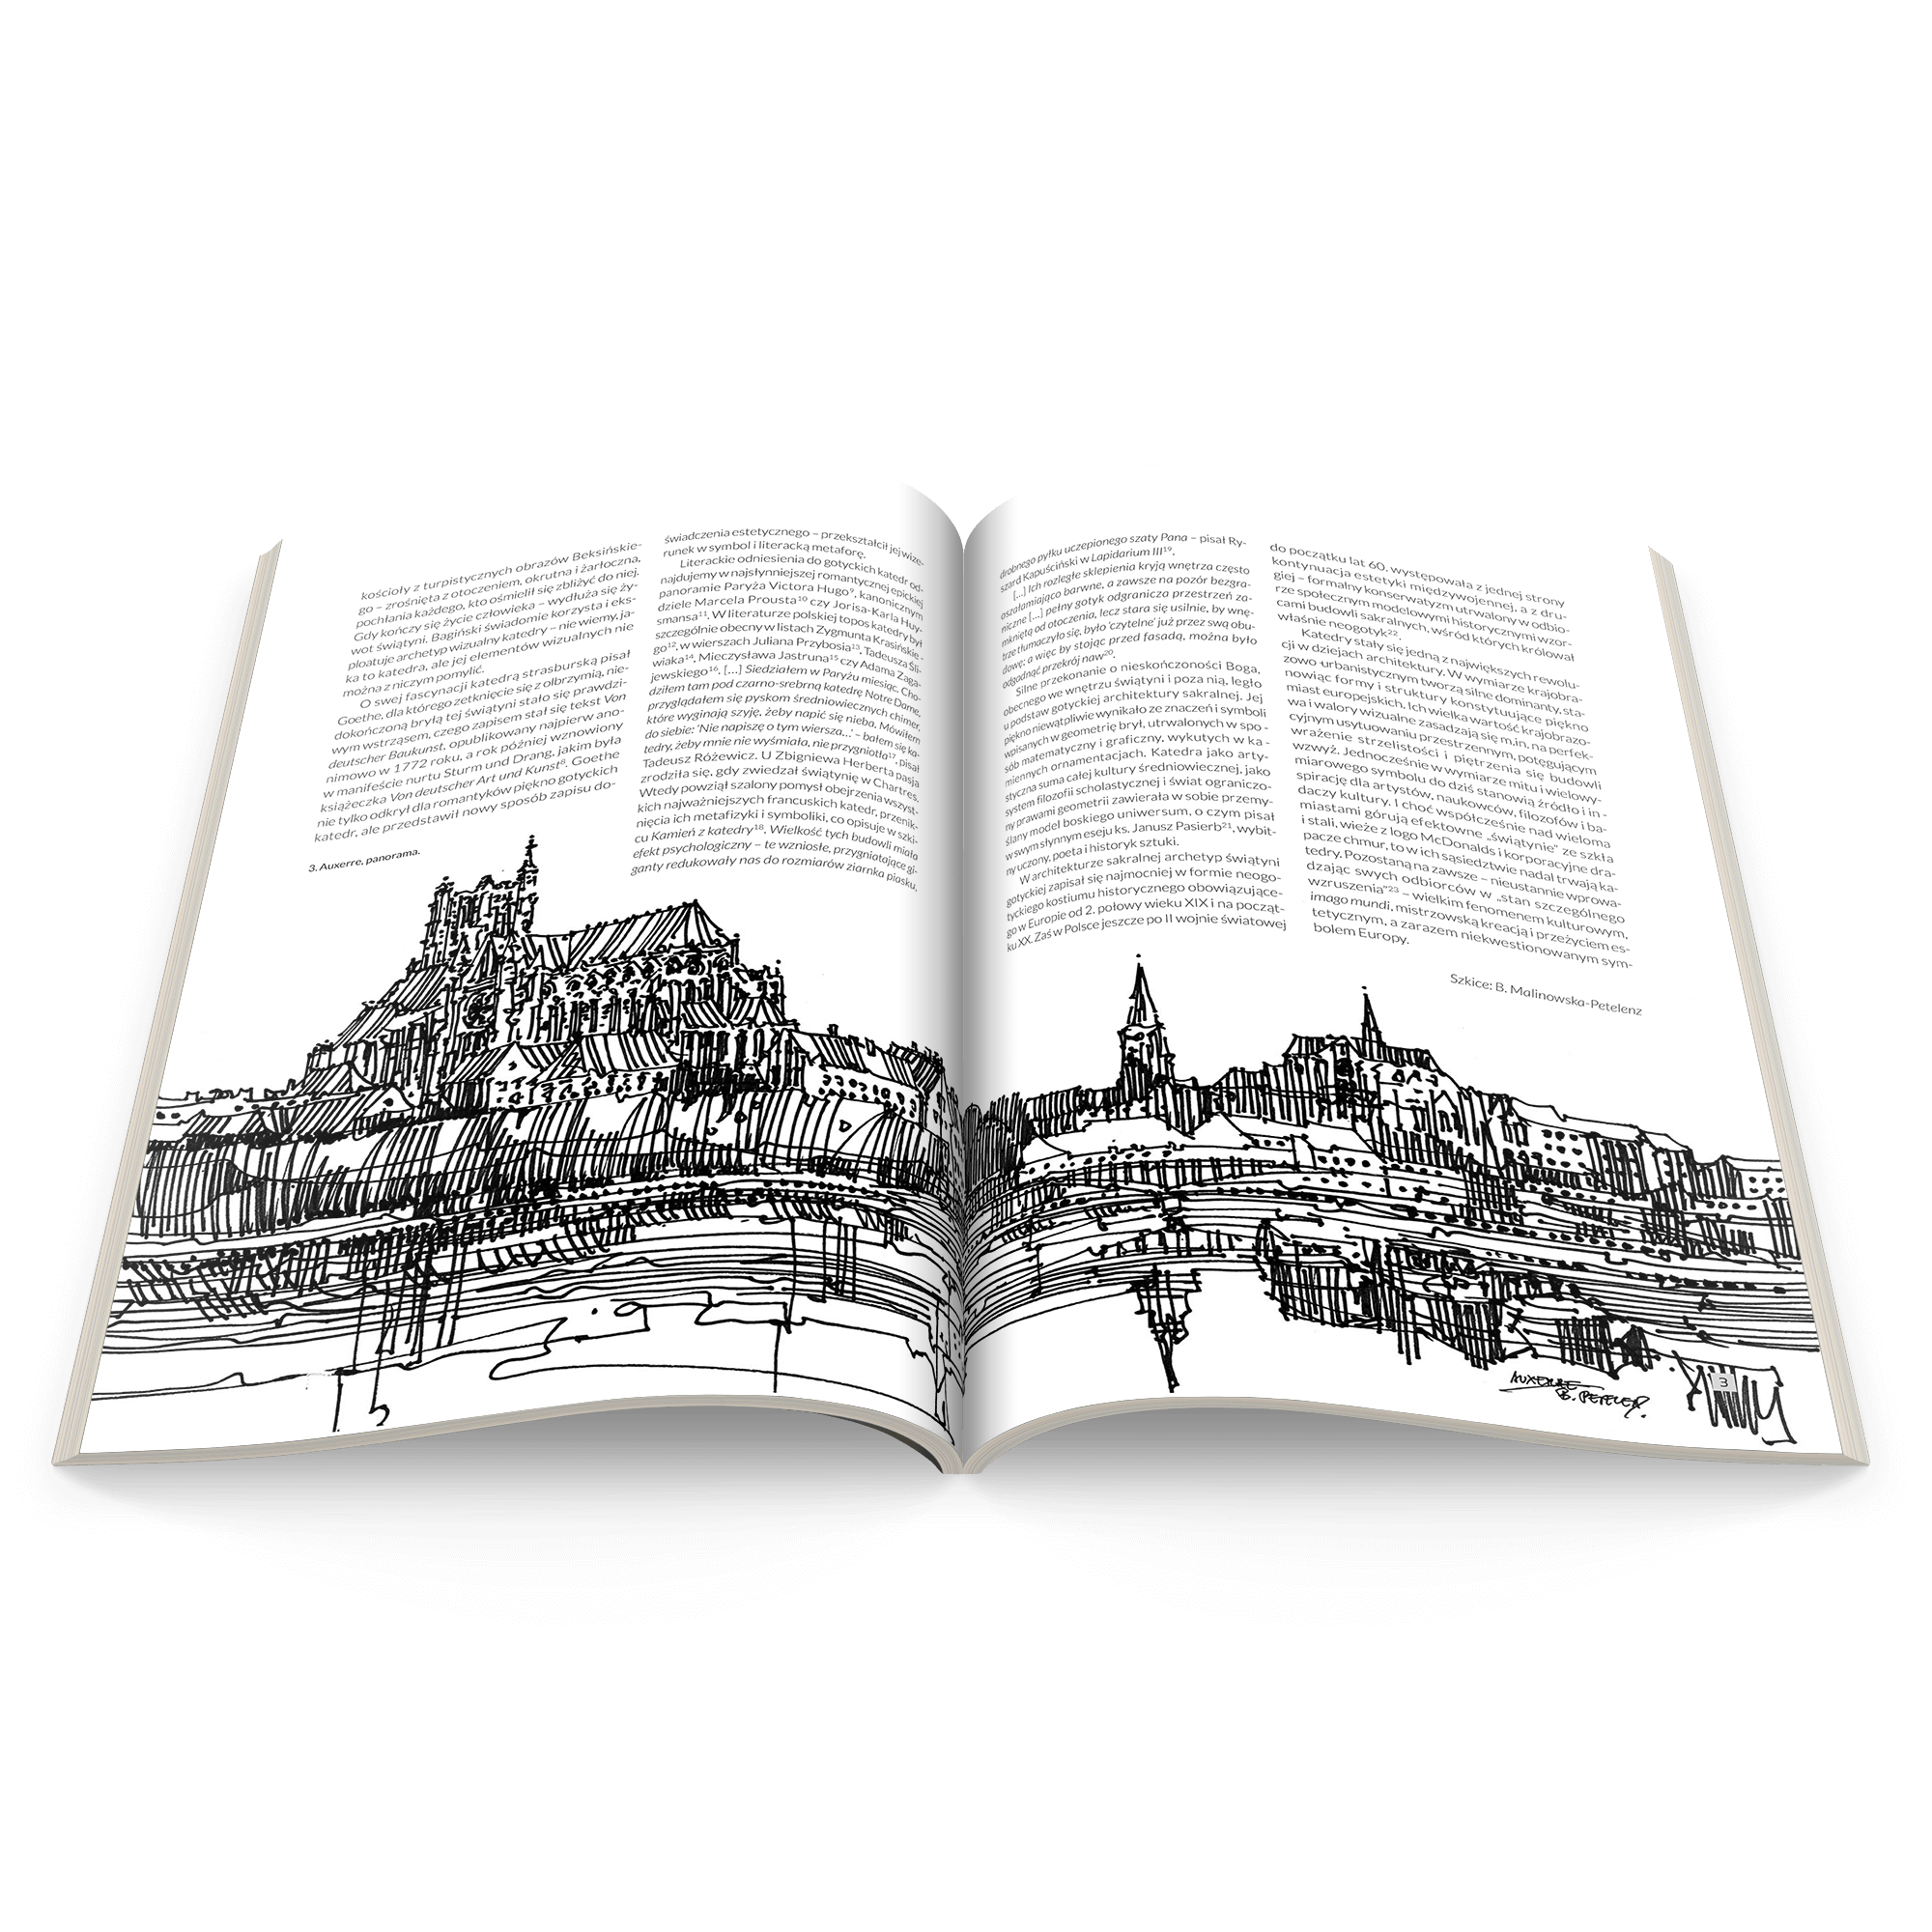 kościoły z turpistycznych obrazów Beksińskie-
go – zrośnięta z otoczeniem, okrutna i żarłoczna,
pochłania każdego, kto ośmielił się zbliżyć do niej.
Gdy kończy się życie człowieka – wydłuża się ży-
wot świątyni. Bagiński świadomie korzysta i eks-
ploatuje archetyp wizualny katedry – nie wiemy, ja-
ka to katedra, ale jej elementów wizualnych nie
można z niczym pomylić.
O swej fascynacji katedrą strasburską pisał
Goethe, dla którego zetknięcie się z olbrzymią, nie-
dokończoną bryłą tej świątyni stało się prawdzi-
wym wstrząsem, czego zapisem stał się tekst Von
deutscher Baukunst, opublikowany najpierw ano-
nimowo w 1772 roku, a rok później wznowiony
w manifeście nurtu Sturm und Drang, jakim była
książeczka Von deutscher Art und Kunst⁸. Goethe
nie tylko odkrył dla romantyków piękno gotyckich
katedr, ale przedstawił nowy sposób zapisu do-
3. Auxerre, panorama.
świadczenia estetycznego – przekształcił jej wize-
runek w symbol i literacką metaforę.
Literackie odniesienia do gotyckich katedr od-
najdujemy w najsłynniejszej romantycznej epickiej
panoramie Paryża Victora Hugo⁹, kanonicznym
dziele Marcela Prousta¹⁰ czy Jorisa-Karla Huy-
smansa¹¹. W literaturze polskiej topos katedry był
szczególnie obecny w listach Zygmunta Krasińskie-
go¹², w wierszach Juliana Przybosia¹³, Tadeusza Śli-
wiaka¹⁴, Mieczysława Jastruna¹⁵ czy Adama Zaga-
jewskiego¹⁶. [...] Siedziałem w Paryżu miesiąc. Cho-
dziłem tam pod czarno-srebrną katedrę Notre Dame,
przyglądałem się pyskom średniowiecznych chimer,
które wyginają szyję, żeby napić się nieba. Mówiłem
do siebie: 'Nie napiszę o tym wiersza...' – bałem się ka-
tedry, żeby mnie nie wyśmiała, nie przygniotła¹⁷, pisał
Tadeusz Różewicz. U Zbigniewa Herberta pasja
zrodziła się, gdy zwiedzał świątynię w Chartres.
Wtedy powziął szalony pomysł obejrzenia wszyst-
kich najważniejszych francuskich katedr, przenik-
nięcia ich metafizyki i symboliki, co opisuje w szki-
cu Kamień z katedry¹⁸. Wielkość tych budowli miała
efekt psychologiczny – te wzniosłe, przygniatające gi-
ganty redukowały nas do rozmiarów ziarnka piasku,
drobnego pyłku uczepionego szaty Pana – pisał Ry-
szard Kapuściński w Lapidarium III¹⁹.
[...] Ich rozległe sklepienia kryją wnętrza często
oszałamiająco barwne, a zawsze na pozór bezgra-
niczne [...] pełny gotyk odgranicza przestrzeń za-
mkniętą od otoczenia, lecz stara się usilnie, by wnę-
trze tłumaczyło się, było 'czytelne' już przez swą obu-
dowę; a więc by stojąc przed fasadą, można było
odgadnąć przekrój naw²⁰.
Silne przekonanie o nieskończoności Boga,
obecnego we wnętrzu świątyni i poza nią, legło
u podstaw gotyckiej architektury sakralnej. Jej
piękno niewątpliwie wynikało ze znaczeń i symboli
wpisanych w geometrię brył, utrwalonych w spo-
sób matematyczny i graficzny, wykutych w ka-
miennych ornamentacjach. Katedra jako arty-
styczna suma całej kultury średniowiecznej, jako
system filozofii scholastycznej i świat ograniczo-
ny prawami geometrii zawierała w sobie przemy-
ślany model boskiego uniwersum, o czym pisał
w swym słynnym eseju ks. Janusz Pasierb²¹, wybit-
ny uczony, poeta i historyk sztuki.
W architekturze sakralnej archetyp świątyni
gotyckiej zapisał się najmocniej w formie neogo-
tyckiego kostiumu historycznego obowiązujące-
go w Europie od 2. połowy wieku XIX i na począt-
ku XX. Zaś w Polsce jeszcze po II wojnie światowej
do początku lat 60. występowała z jednej strony
kontynuacja estetyki międzywojennej, a z dru-
giej – formalny konserwatyzm utrwalony w odbio-
rze społecznym modelowymi historycznymi wzor-
cami budowli sakralnych, wśród których królował
właśnie neogotyk²².
Katedry stały się jedną z największych rewolu-
cji w dziejach architektury. W wymiarze krajobra-
zowo-urbanistycznym tworzą silne dominanty, sta-
nowiąc formy i struktury konstytuujące piękno
miast europejskich. Ich wielka wartość krajobrazo-
wa i walory wizualne zasadzają się m.in. na perfek-
cyjnym usytuowaniu przestrzennym, potęgującym
wrażenie strzelistości i piętrzenia się budowli
wzwyż. Jednocześnie w wymiarze mitu i wielowy-
miarowego symbolu do dziś stanowią źródło i in-
spirację dla artystów, naukowców, filozofów i ba-
daczy kultury. I choć współcześnie nad wieloma
miastami górują efektowne „świątynie” ze szkła
i stali, wieże z logo McDonalds i korporacyjne dra-
pacze chmur, to w ich sąsiedztwie nadal trwają ka-
tedry. Pozostaną na zawsze – nieustannie wprowa-
dzając swych odbiorców w „stan szczególnego
wzruszenia”²³ – wielkim fenomenem kulturowym,
imago mundi, mistrzowską kreacją i przeżyciem es-
tetycznym, a zarazem niekwestionowanym sym-
bolem Europy.
Szkice: B. Malinowska-Petelenz
AUXERRE
B. PETELENZ
3